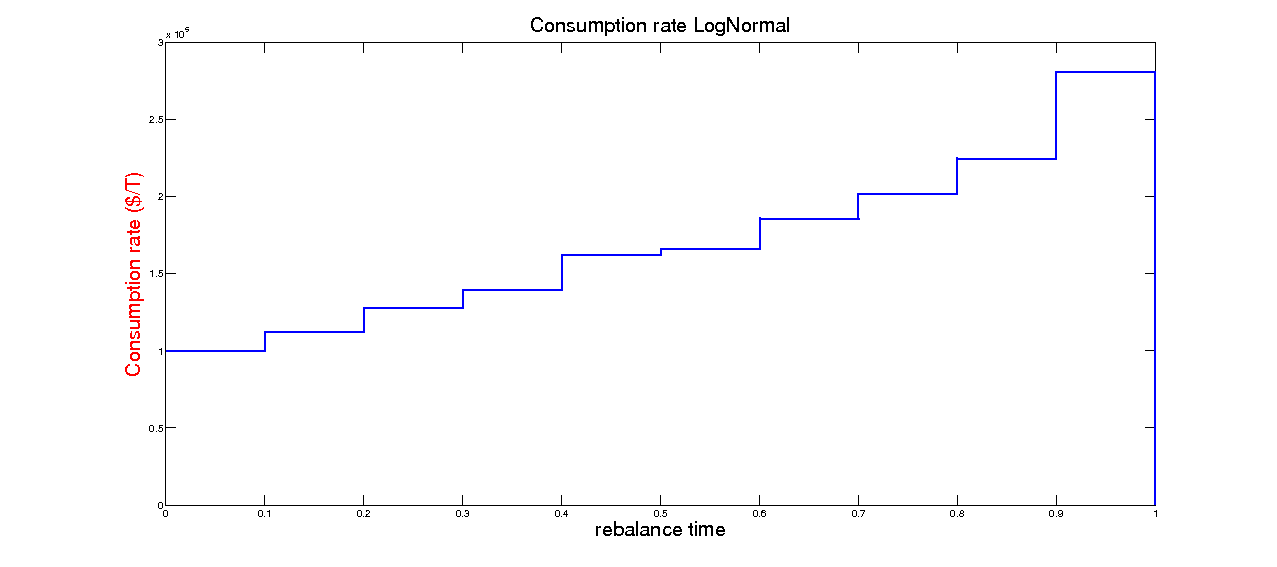 Consumption rate LogNormal
x 10^5
3
2.5
2
1.5
1
0.5
0
Consumption rate ($/T)
0 0.1 0.2 0.3 0.4 0.5 0.6 0.7 0.8 0.9 1
rebalance time